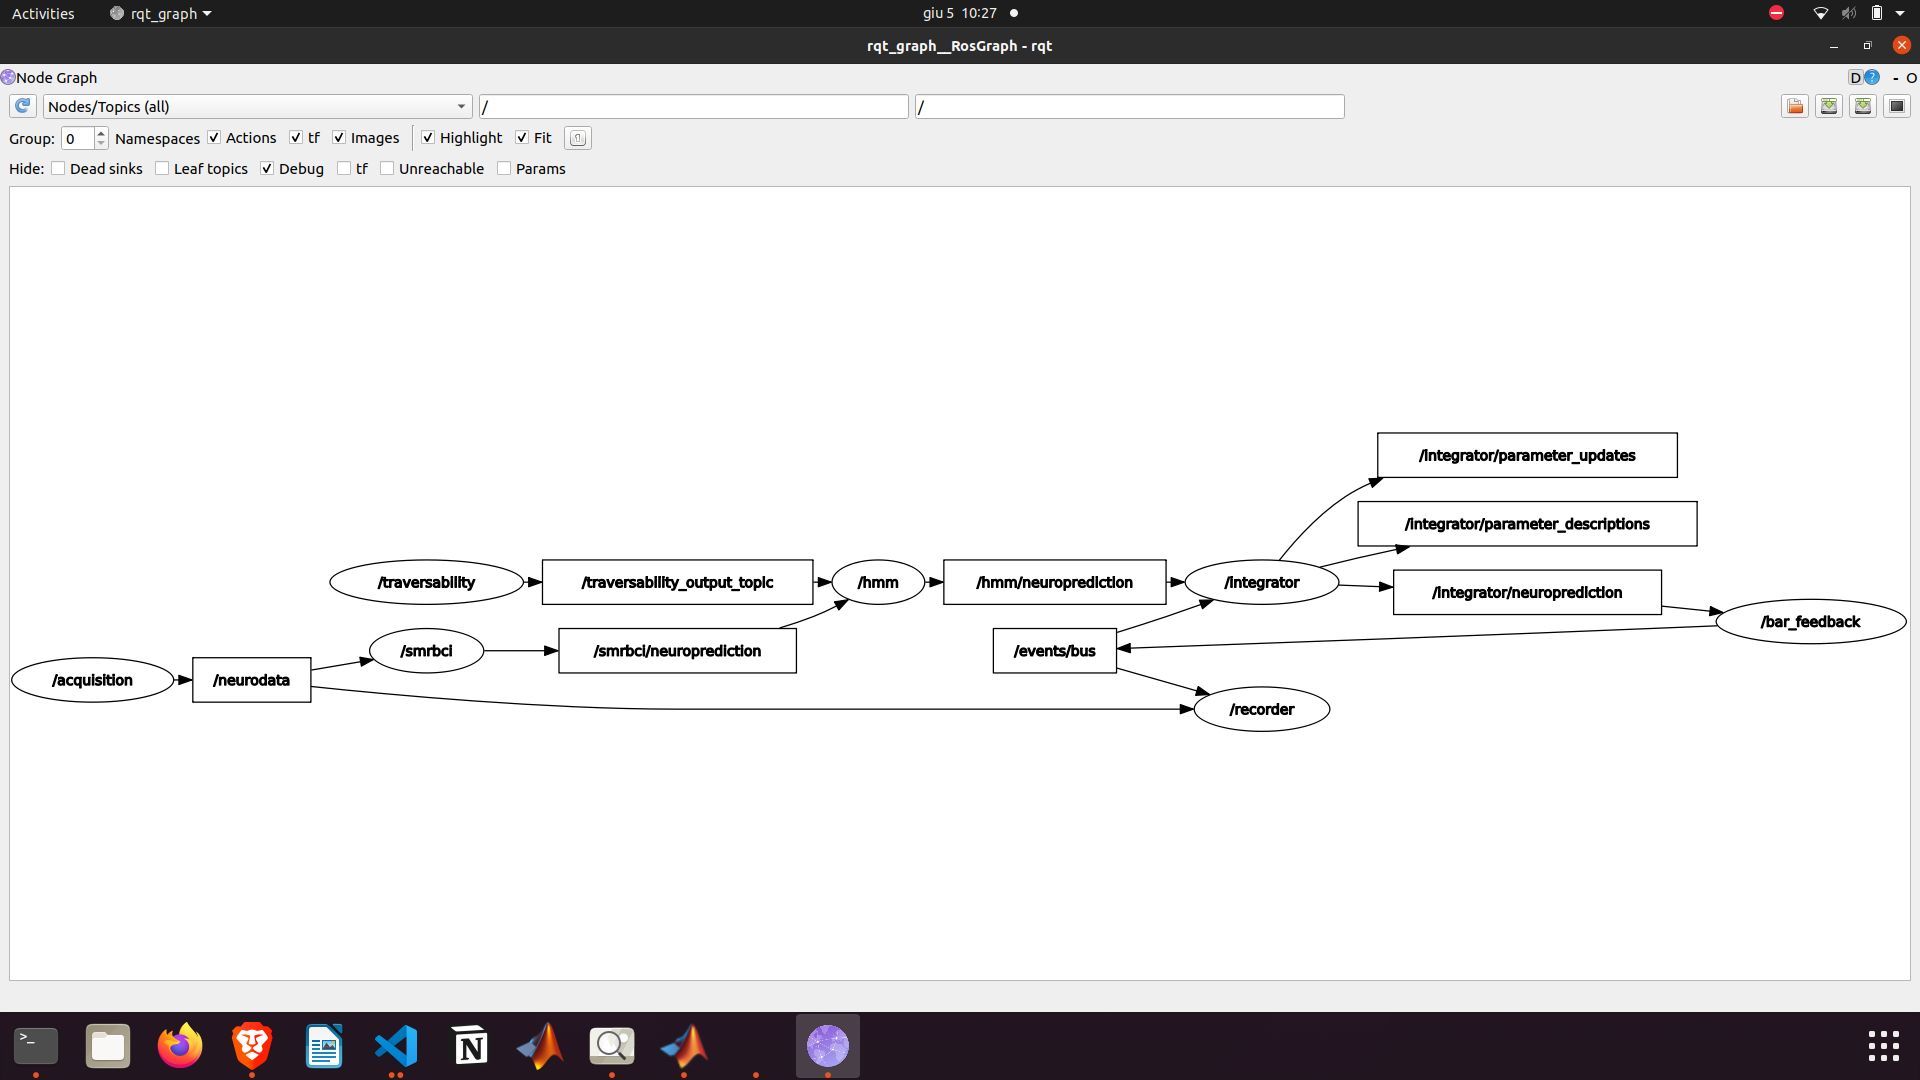 Activities rqt_graph giu 5 10:27
rqt_graph__RosGraph - rqt
Node Graph D ? - O
Nodes/Topics (all) / /
Group: 0 Namespaces Actions tf Images Highlight Fit
Hide: Dead sinks Leaf topics Debug tf Unreachable Params
/integrator/parameter_updates
/integrator/parameter_descriptions
/traversability /traversability_output_topic /hmm /hmm/neuroprediction /integrator /integrator/neuroprediction
/bar_feedback
/smrbci /smrbci/neuroprediction /events/bus
/acquisition /neurodata
/recorder
>_ N